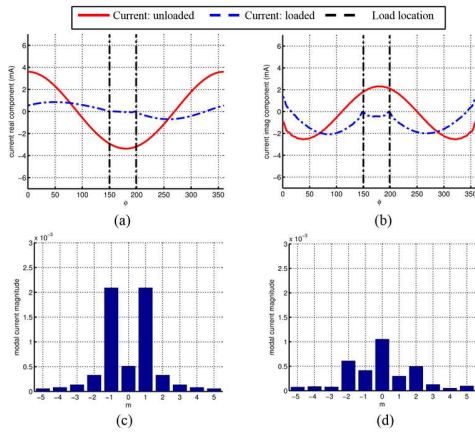 Current: unloaded Current: loaded Load location
current real component (mA)
6
4
2
0
−2
−4
−6
0 50 100 150 200 250 300 350
ϕ
(a)
current imag component (mA)
6
4
2
0
−2
−4
−6
0 50 100 150 200 250 300 350
ϕ
(b)
x 10⁻³
modal current magnitude
3
2.5
2
1.5
1
0.5
0
−5 −4 −3 −2 −1 0 1 2 3 4 5
m
(c)
x 10⁻³
modal current magnitude
3
2.5
2
1.5
1
0.5
0
−5 −4 −3 −2 −1 0 1 2 3 4 5
m
(d)